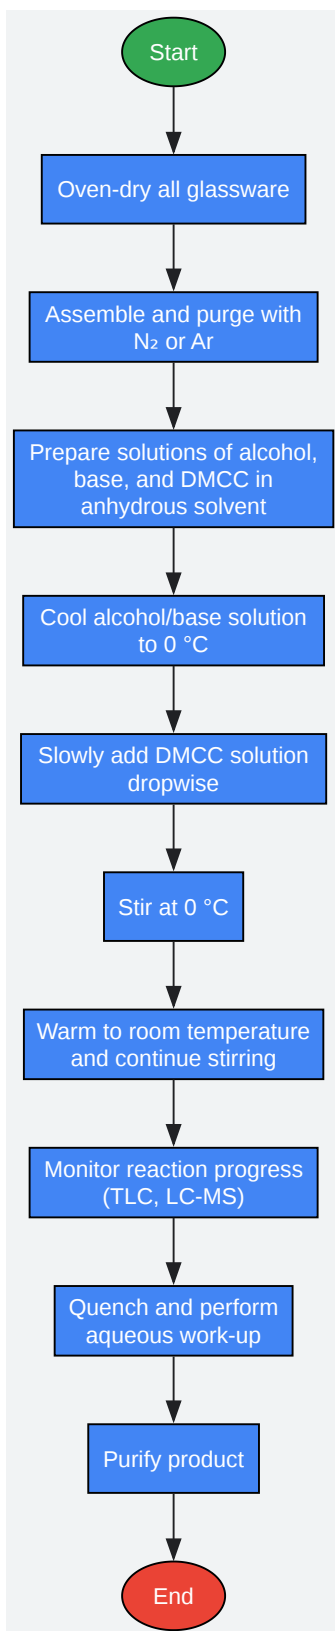 Start
Oven-dry all glassware
Assemble and purge with
N₂ or Ar
Prepare solutions of alcohol,
base, and DMCC in
anhydrous solvent
Cool alcohol/base solution
to 0 °C
Slowly add DMCC solution
dropwise
Stir at 0 °C
Warm to room temperature
and continue stirring
Monitor reaction progress
(TLC, LC-MS)
Quench and perform
aqueous work-up
Purify product
End